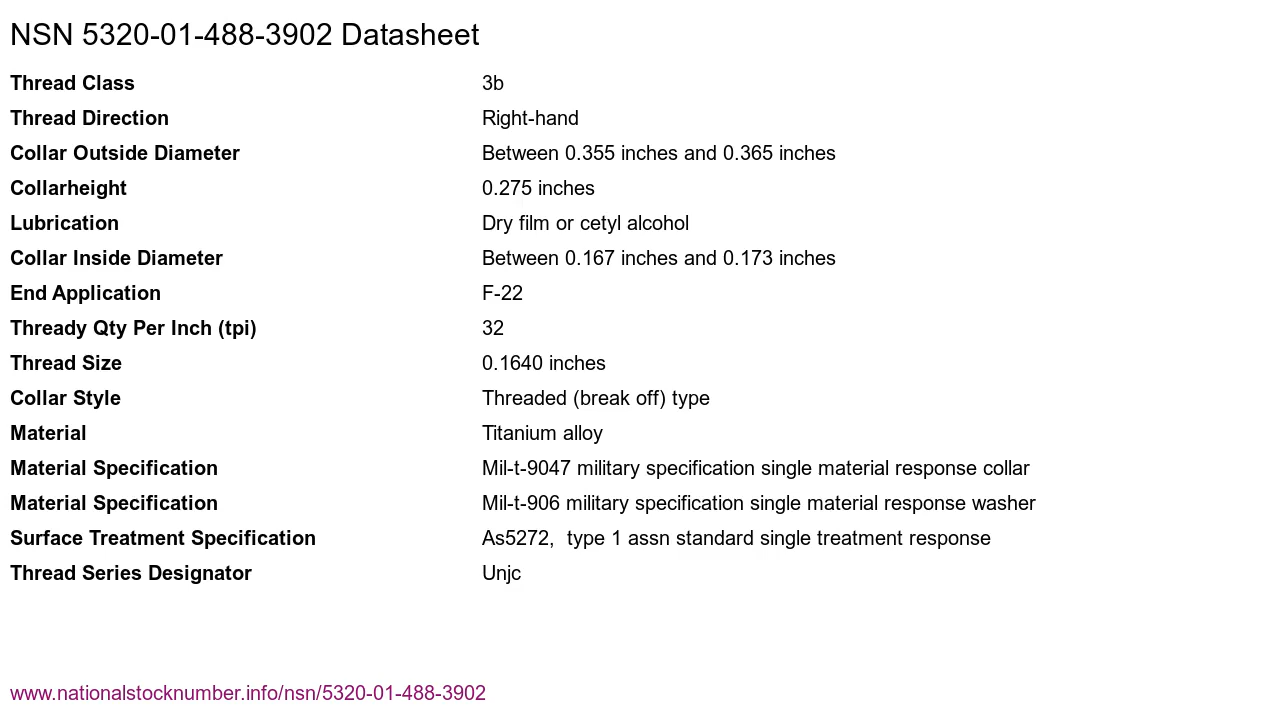 NSN 5320-01-488-3902 Datasheet
Thread Class 3b
Thread Direction Right-hand
Collar Outside Diameter Between 0.355 inches and 0.365 inches
Collarheight 0.275 inches
Lubrication Dry film or cetyl alcohol
Collar Inside Diameter Between 0.167 inches and 0.173 inches
End Application F-22
Thready Qty Per Inch (tpi) 32
Thread Size 0.1640 inches
Collar Style Threaded (break off) type
Material Titanium alloy
Material Specification Mil-t-9047 military specification single material response collar
Material Specification Mil-t-906 military specification single material response washer
Surface Treatment Specification As5272,  type 1 assn standard single treatment response
Thread Series Designator Unjc
www.nationalstocknumber.info/nsn/5320-01-488-3902